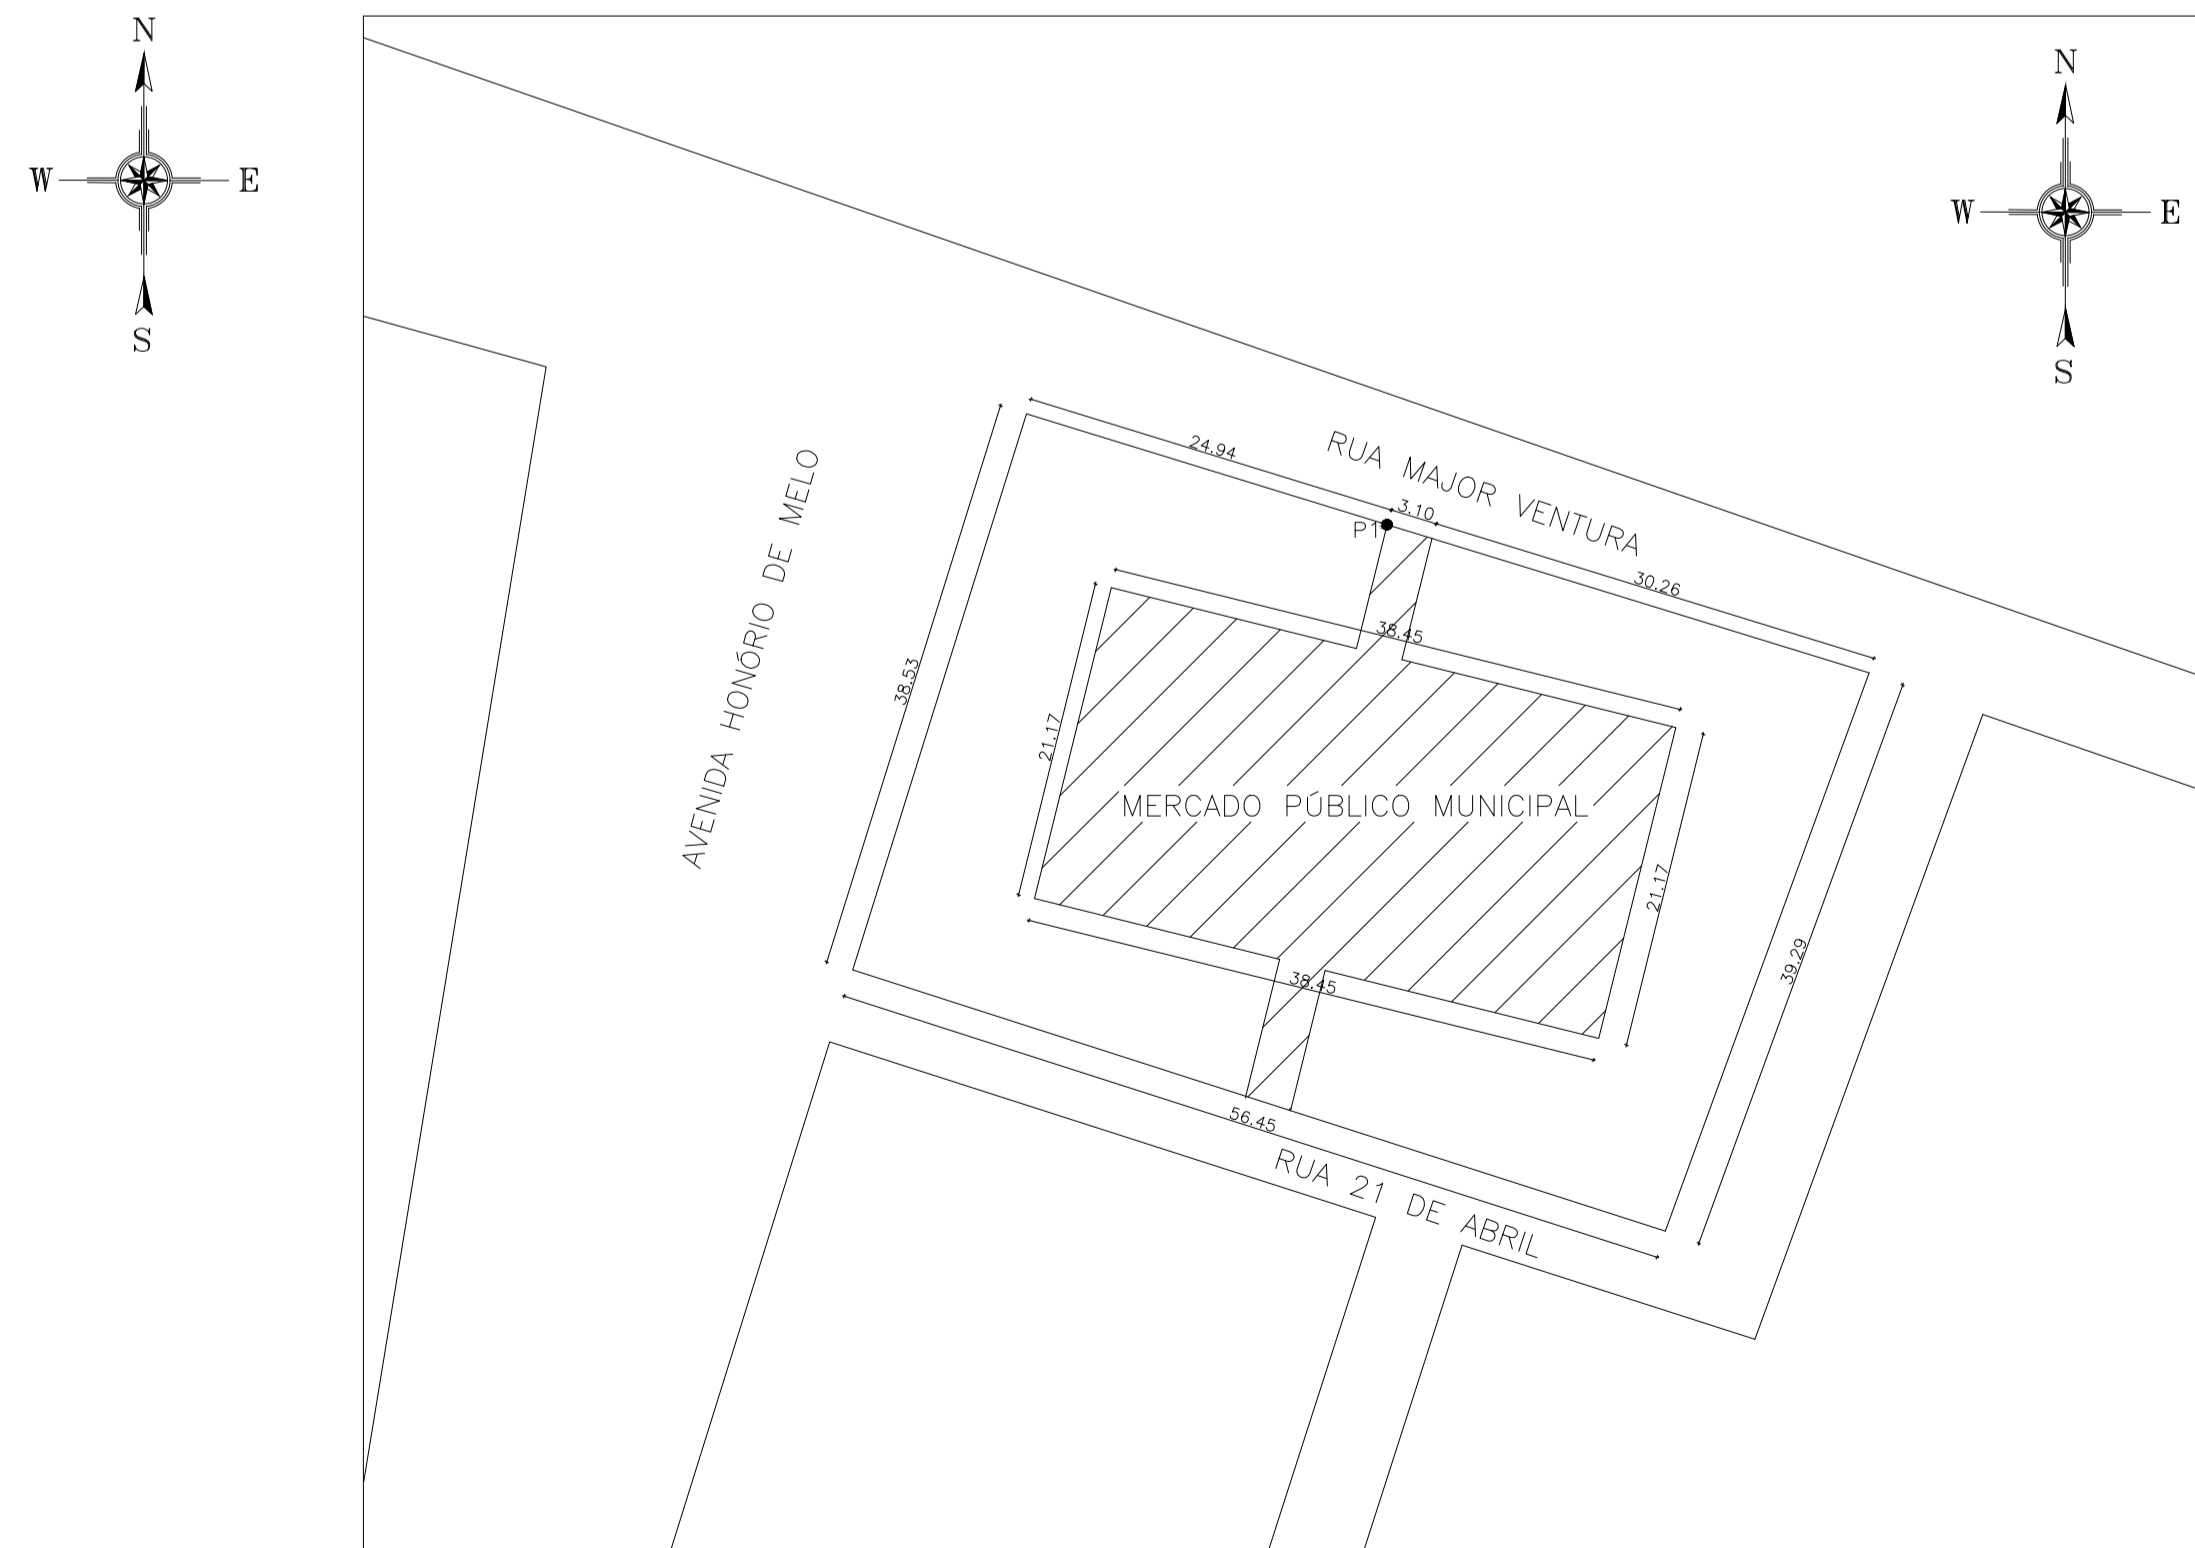 N
W E
S
N
W E
S
RUA MAJOR VENTURA
24.94
3.10
P1
30.26
38.45
AVENIDA HONÓRIO DE MELO
38.53
21.17
MERCADO PÚBLICO MUNICIPAL
21.17
39.29
38.45
56.45
RUA 21 DE ABRIL